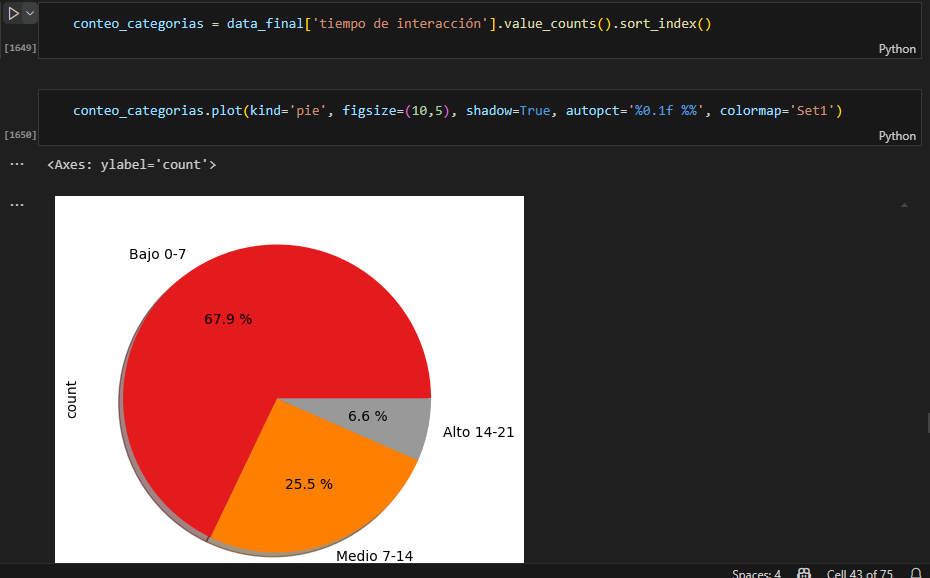 conteo_categorias = data_final['tiempo de interacción'].value_counts().sort_index()
[1649]
Python
conteo_categorias.plot(kind='pie', figsize=(10,5), shadow=True, autopct='%0.1f %%', colormap='Set1')
[1650]
Python
... <Axes: ylabel='count'>
...
Bajo 0-7
67.9 %
count
6.6 %
Alto 14-21
25.5 %
Medio 7-14
Spaces: 4 Cell 43 of 75